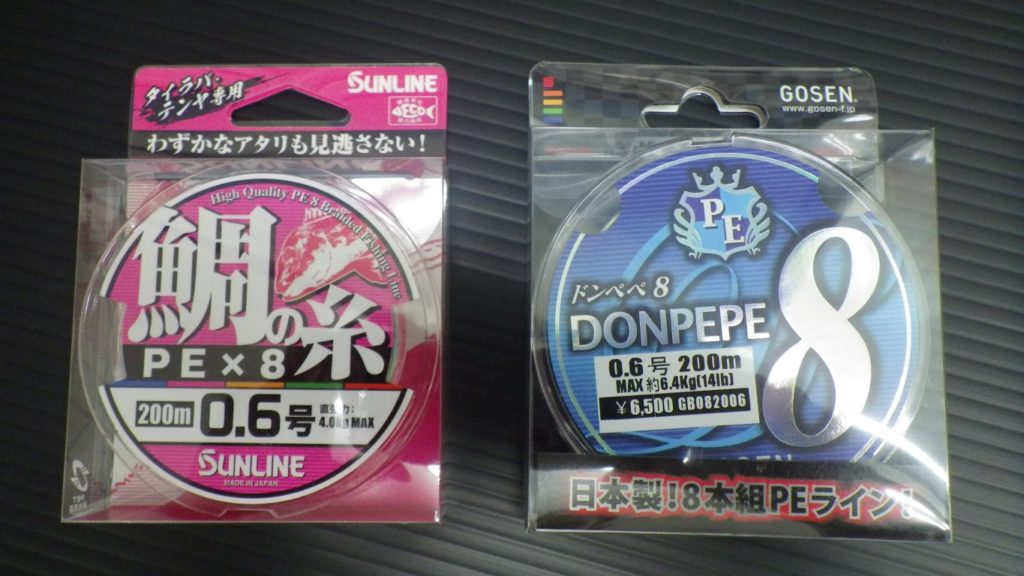 タイラバ・
テンヤ専用
SUNLINE
ECO
わずかなアタリも見逃さない!
High Quality PE 8 Braided Fishing Line
鯛の糸
PE×8
200m 0.6号 直強力:
4.0kg MAX
SUNLINE
MADE IN JAPAN
GOSEN
www.gosen-f.jp
PE
ドンペペ8
DONPEPE 8
0.6号 200m
MAX 約6.4Kg(14lb)
¥6,500 GB082006
日本製!8本組PEライン!